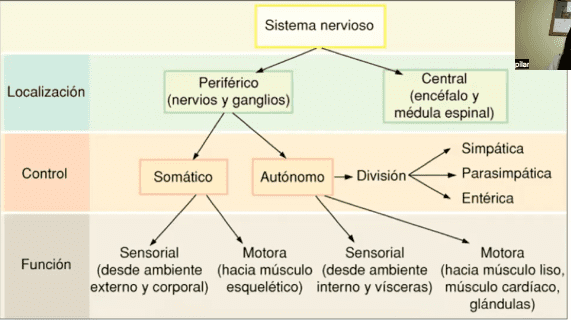 Sistema nervioso
Localización
Periférico
(nervios y ganglios)
Central
(encéfalo y
médula espinal)
Control
Somático
Autónomo
División
Simpática
Parasimpática
Entérica
Función
Sensorial
(desde ambiente
externo y corporal)
Motora
(hacia músculo
esquelético)
Sensorial
(desde ambiente
interno y vísceras)
Motora
(hacia músculo liso,
músculo cardíaco,
glándulas)